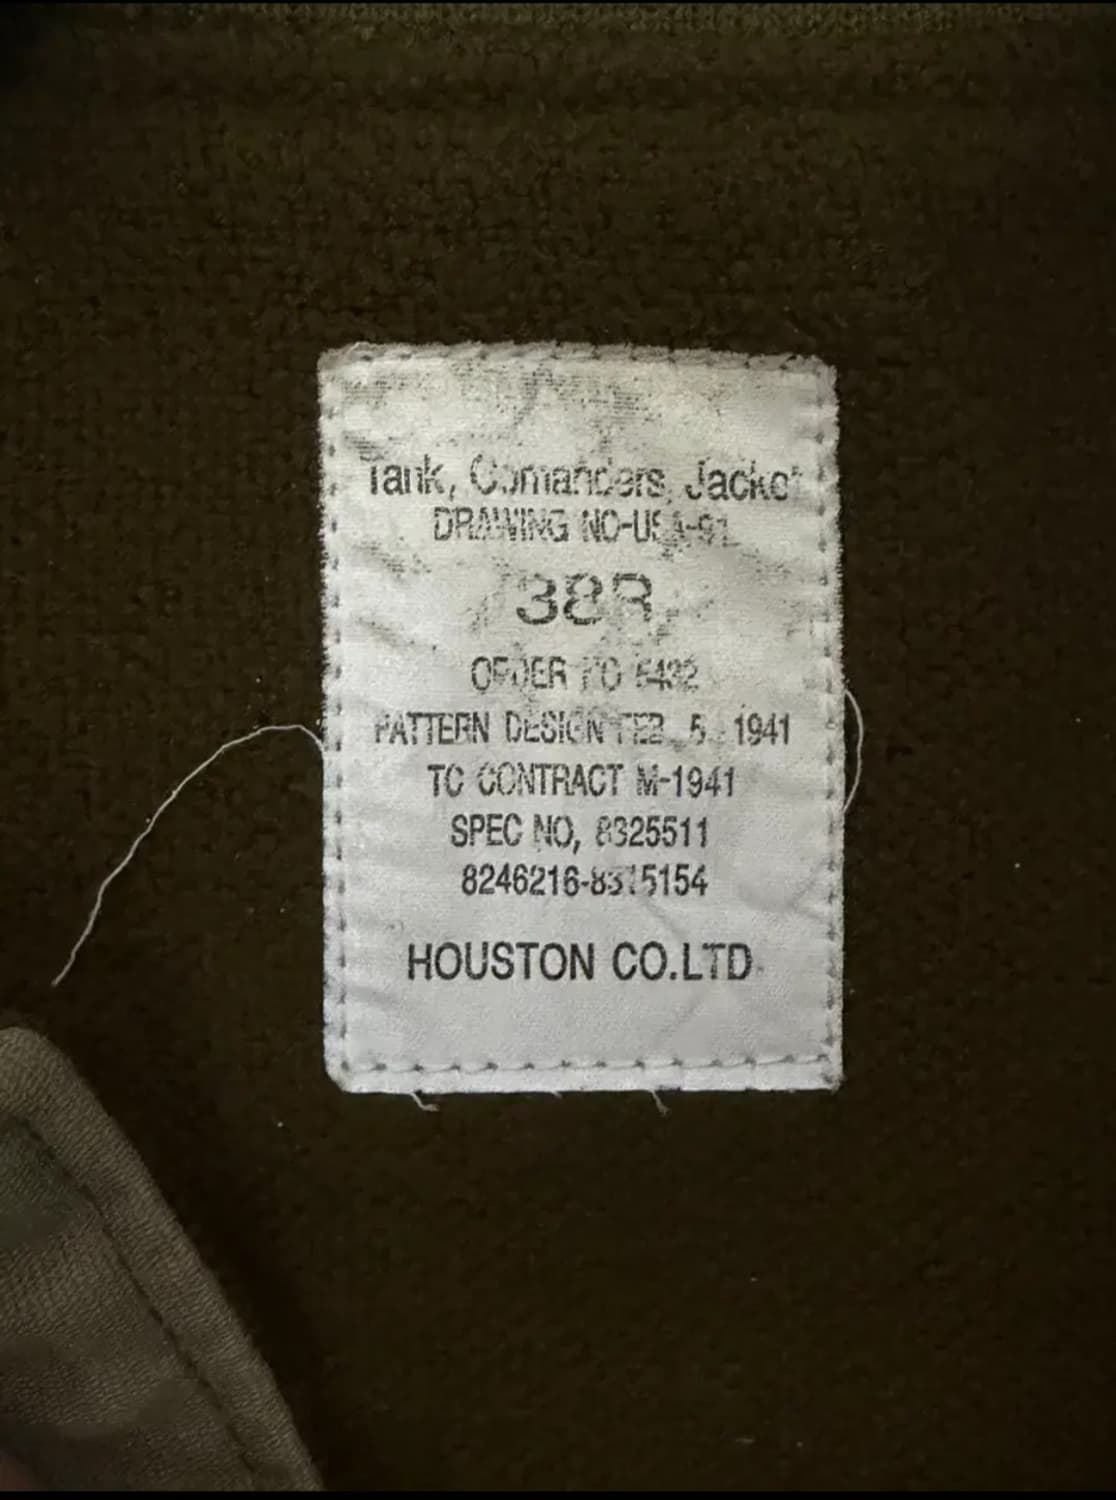 Tank, Comanders, Jacket
DRAWING NO-USA-91
38R
ORDER NO 5432
PATTERN DESIGN FEB. 5. 1941
TC CONTRACT M-1941
SPEC NO, 8325511
8246216-8375154
HOUSTON CO.LTD